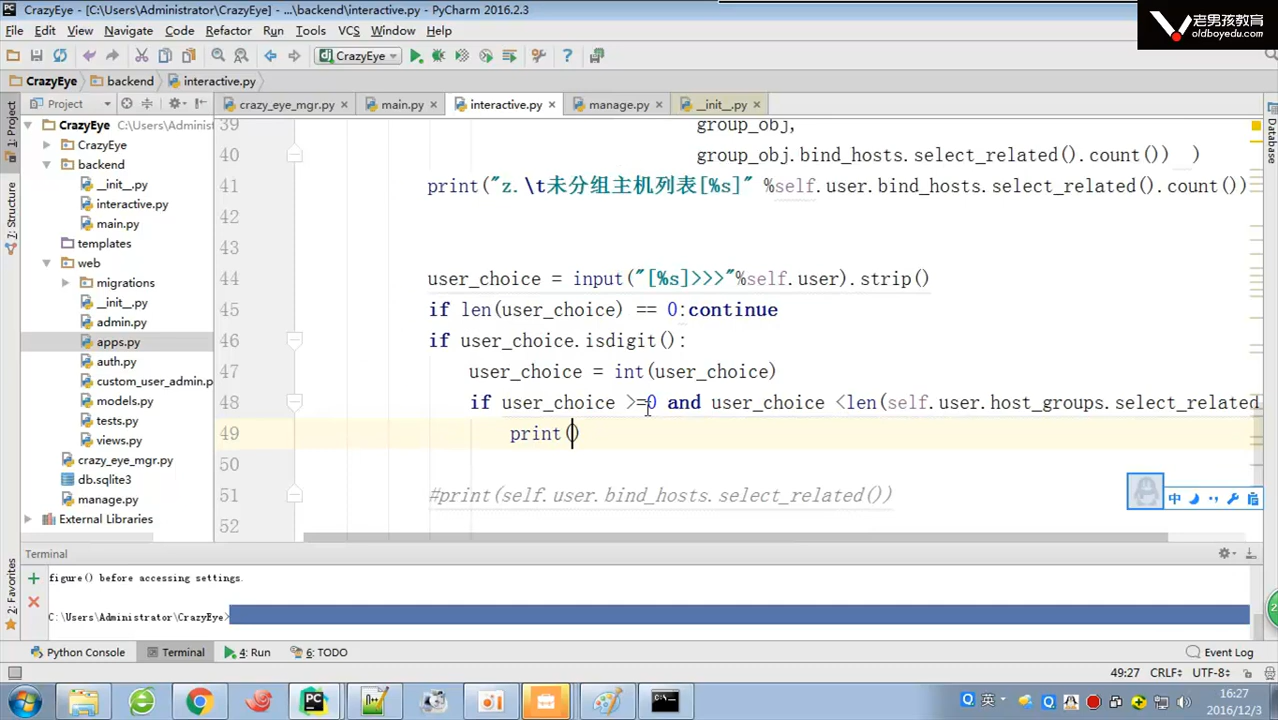 CrazyEye - [C:\Users\Administrator\CrazyEye] - ...\backend\interactive.py - PyCharm 2016.2.3
老男孩教育
oldboyedu.com
File Edit View Navigate Code Refactor Run Tools VCS Window Help
CrazyEye
CrazyEye backend interactive.py
Project
crazy_eye_mgr.py main.py interactive.py manage.py __init__.py
1: Project
7: Structure
2: Favorites
Database
CrazyEye C:\Users\Administ
CrazyEye
backend
__init__.py
interactive.py
main.py
templates
web
migrations
__init__.py
admin.py
apps.py
auth.py
custom_user_admin.p
models.py
tests.py
views.py
crazy_eye_mgr.py
db.sqlite3
manage.py
External Libraries
39 group_obj,
40 group_obj.bind_hosts.select_related().count()) )
41 print("z.\t未分组主机列表[%s]" %self.user.bind_hosts.select_related().count())
42
43
44 user_choice = input("[%s]>>>"%self.user).strip()
45 if len(user_choice) == 0:continue
46 if user_choice.isdigit():
47 user_choice = int(user_choice)
48 if user_choice >=0 and user_choice <len(self.user.host_groups.select_related
49 print()
50
51 #print(self.user.bind_hosts.select_related())
52
中
Terminal
figure() before accessing settings.
C:\Users\Administrator\CrazyEye>
Python Console Terminal 4: Run 6: TODO Event Log
49:27 CRLF UTF-8
英
16:27
2016/12/3